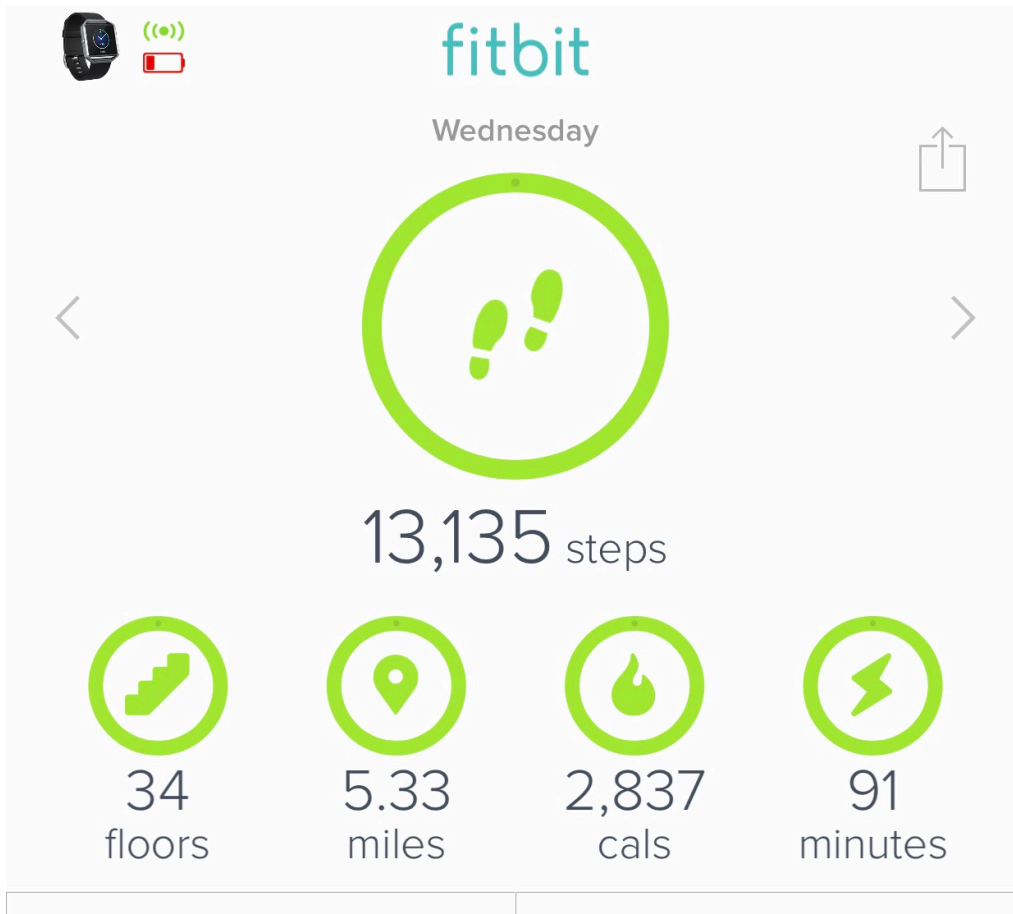 fitbit
Wednesday
13,135 steps
34 5.33 2,837 91
floors miles cals minutes